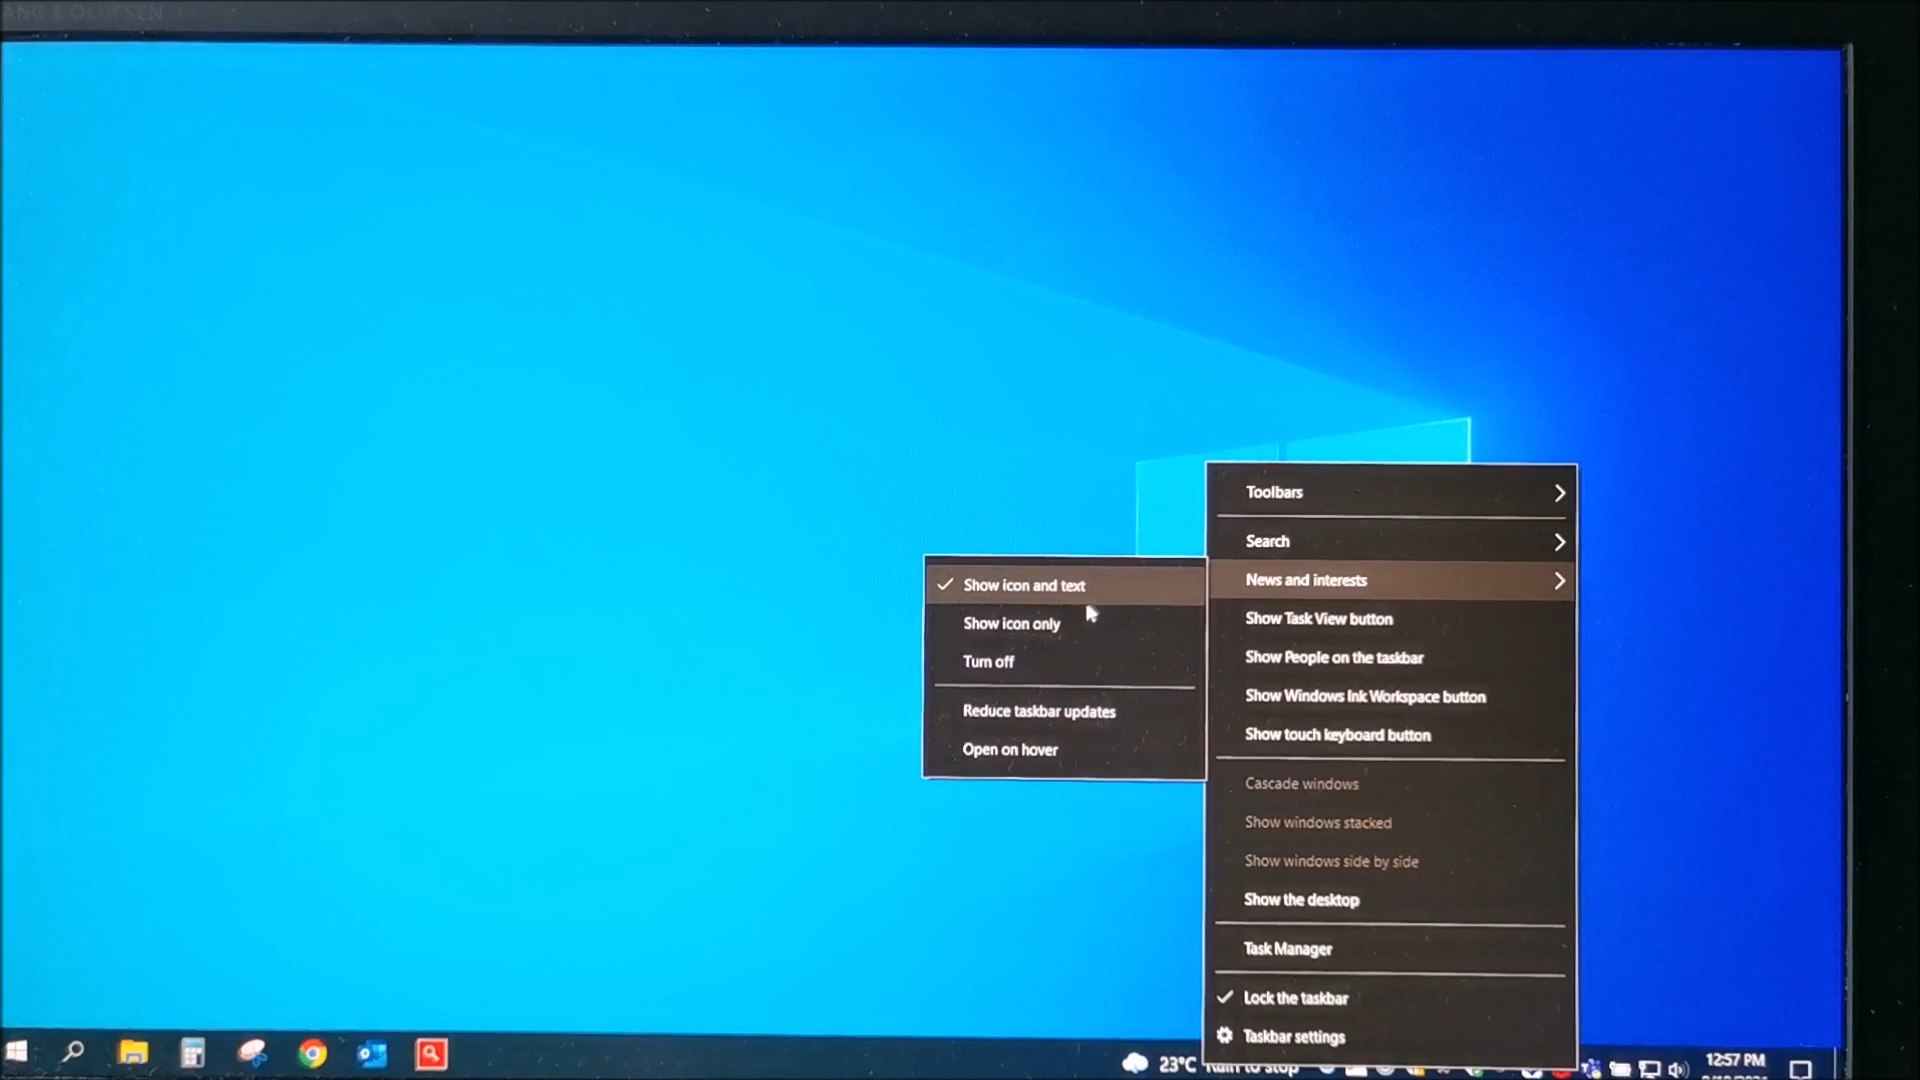 Toolbars
Search
News and interests
Show Task View button
Show People on the taskbar
Show Windows Ink Workspace button
Show touch keyboard button
Cascade windows
Show windows stacked
Show windows side by side
Show the desktop
Task Manager
Lock the taskbar
Taskbar settings
Show icon and text
Show icon only
Turn off
Reduce taskbar updates
Open on hover
23°C Rain to stop
12:57 PM